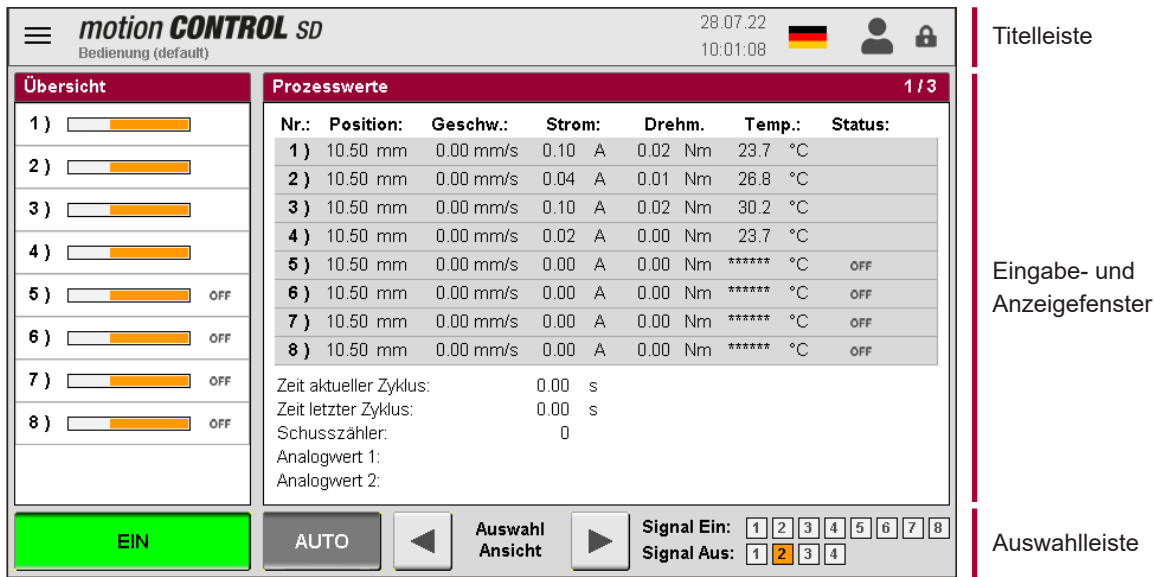 motion CONTROL SD
Bedienung (default)
28.07.22
10:01:08
Titelleiste
Übersicht
1 )
2 )
3 )
4 )
5 ) OFF
6 ) OFF
7 ) OFF
8 ) OFF
Prozesswerte 1 / 3
Nr.: Position: Geschw.: Strom: Drehm. Temp.: Status:
1 ) 10.50 mm 0.00 mm/s 0.10 A 0.02 Nm 23.7 °C
2 ) 10.50 mm 0.00 mm/s 0.04 A 0.01 Nm 26.8 °C
3 ) 10.50 mm 0.00 mm/s 0.10 A 0.02 Nm 30.2 °C
4 ) 10.50 mm 0.00 mm/s 0.02 A 0.00 Nm 23.7 °C
5 ) 10.50 mm 0.00 mm/s 0.00 A 0.00 Nm ****** °C OFF
6 ) 10.50 mm 0.00 mm/s 0.00 A 0.00 Nm ****** °C OFF
7 ) 10.50 mm 0.00 mm/s 0.00 A 0.00 Nm ****** °C OFF
8 ) 10.50 mm 0.00 mm/s 0.00 A 0.00 Nm ****** °C OFF
Zeit aktueller Zyklus: 0.00 s
Zeit letzter Zyklus: 0.00 s
Schusszähler: 0
Analogwert 1:
Analogwert 2:
Eingabe- und
Anzeigefenster
EIN
AUTO
Auswahl
Ansicht
Signal Ein: 1 2 3 4 5 6 7 8
Signal Aus: 1 2 3 4
Auswahlleiste